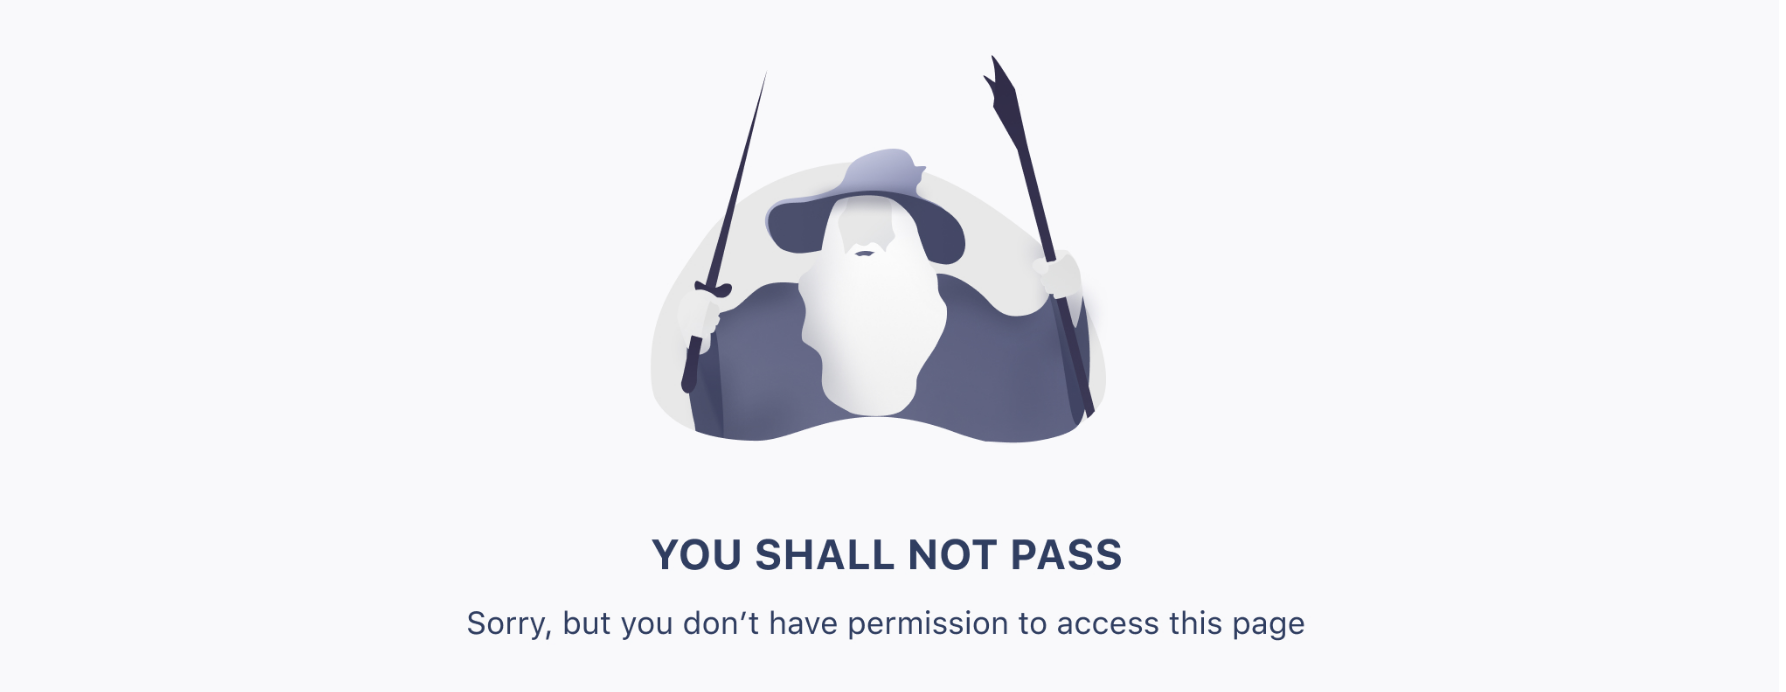 YOU SHALL NOT PASS
Sorry, but you don’t have permission to access this page